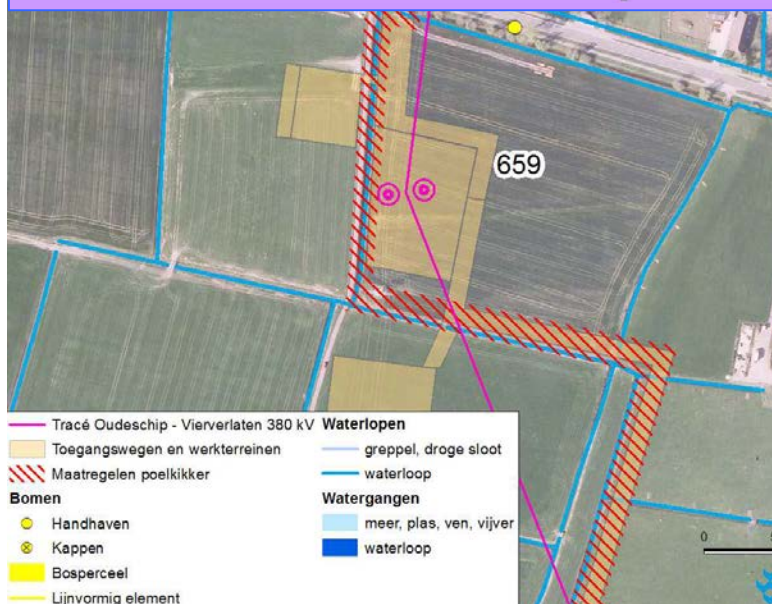 659
Tracé Oudeschip - Vierverlaten 380 kV
Toegangswegen en werkterreinen
Maatregelen poelkikker
Bomen
Handhaven
Kappen
Bosperceel
Lijnvormig element
Waterlopen
greppel, droge sloot
waterloop
Watergangen
meer, plas, ven, vijver
waterloop
0